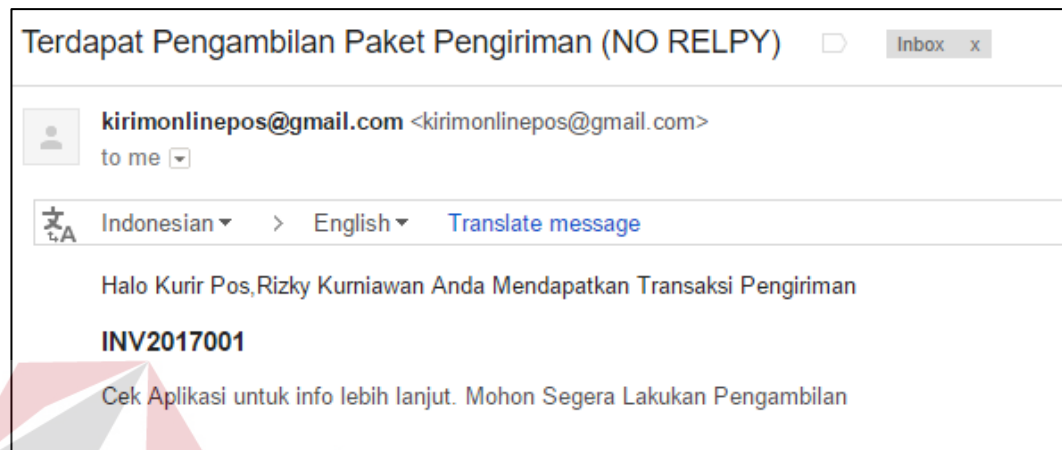 Terdapat Pengambilan Paket Pengiriman (NO RELPY) Inbox x
kirimonlinepos@gmail.com <kirimonlinepos@gmail.com>
to me
Indonesian > English Translate message
Halo Kurir Pos,Rizky Kurniawan Anda Mendapatkan Transaksi Pengiriman
INV2017001
Cek Aplikasi untuk info lebih lanjut. Mohon Segera Lakukan Pengambilan